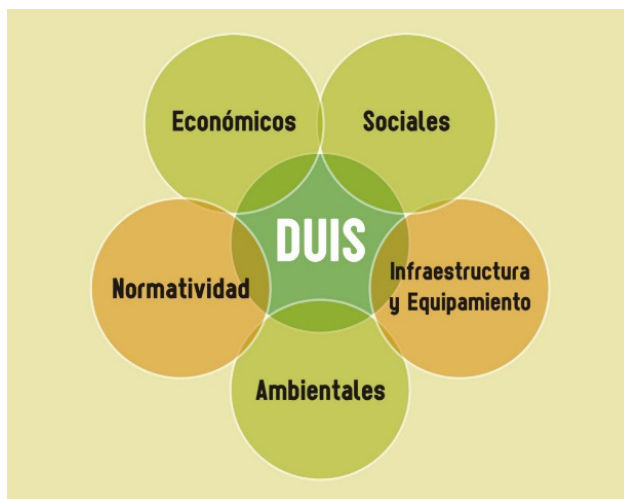 Económicos
Sociales
DUIS
Normatividad
Infraestructura
y Equipamiento
Ambientales